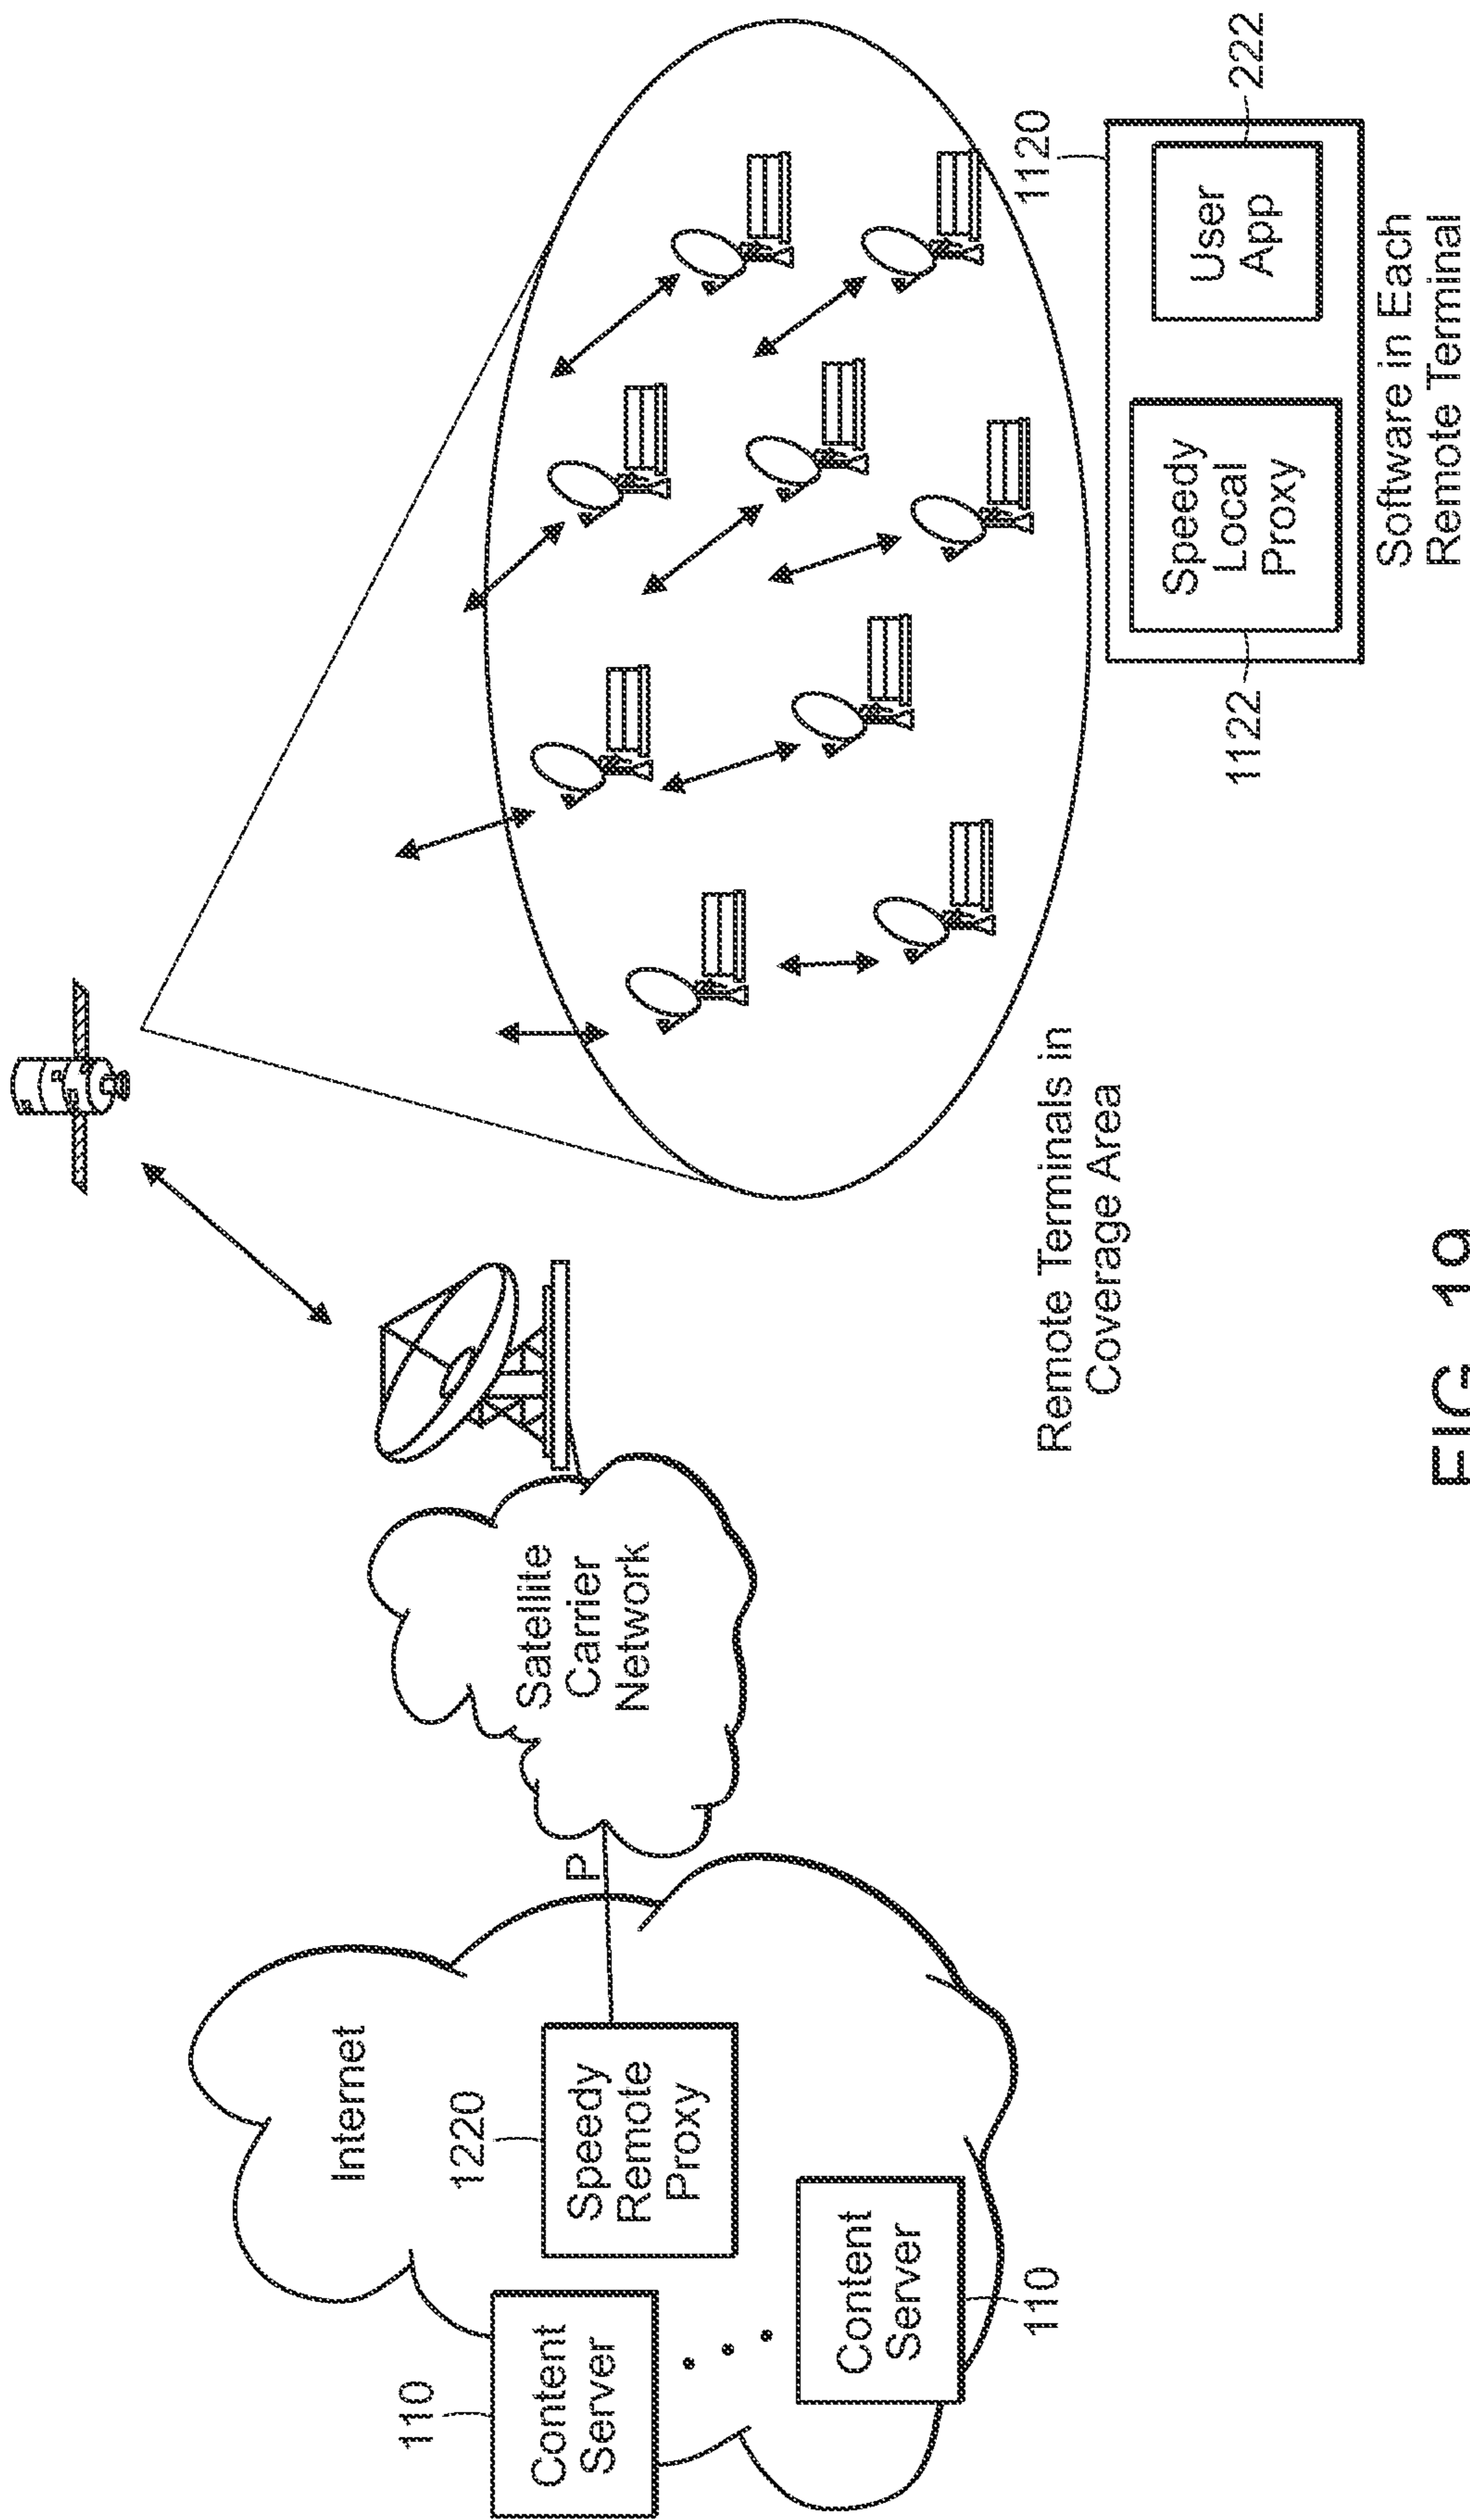 Internet
1220
Speedy
Remote
Proxy
110
Content
Server
Content
Server
110
P
Satellite
Carrier
Network
Remote Terminals in
Coverage Area
1120
Speedy
Local
Proxy
User
App
1122
222
Software in Each
Remote Terminal
FIG. 19